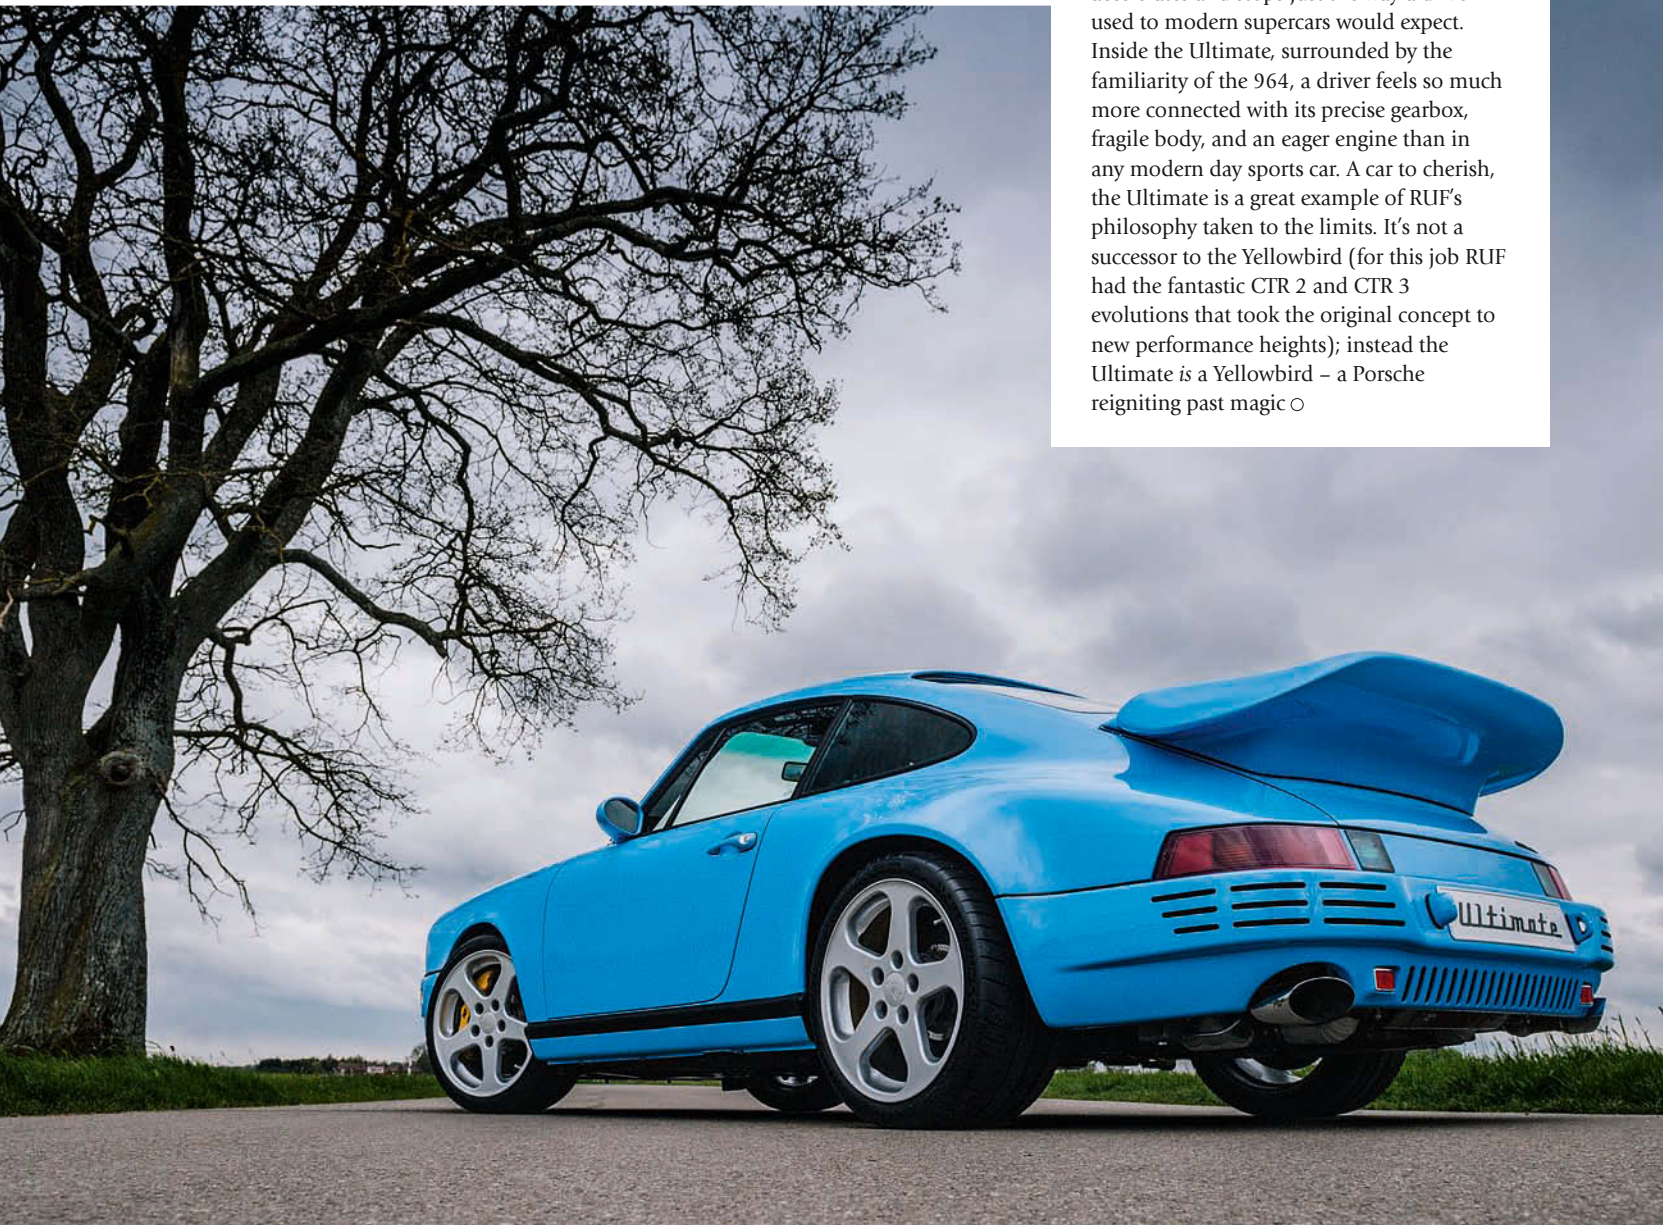 used to modern supercars would expect.
Inside the Ultimate, surrounded by the
familiarity of the 964, a driver feels so much
more connected with its precise gearbox,
fragile body, and an eager engine than in
any modern day sports car. A car to cherish,
the Ultimate is a great example of RUF’s
philosophy taken to the limits. It’s not a
successor to the Yellowbird (for this job RUF
had the fantastic CTR 2 and CTR 3
evolutions that took the original concept to
new performance heights); instead the
Ultimate is a Yellowbird – a Porsche
reigniting past magic
Ultimate